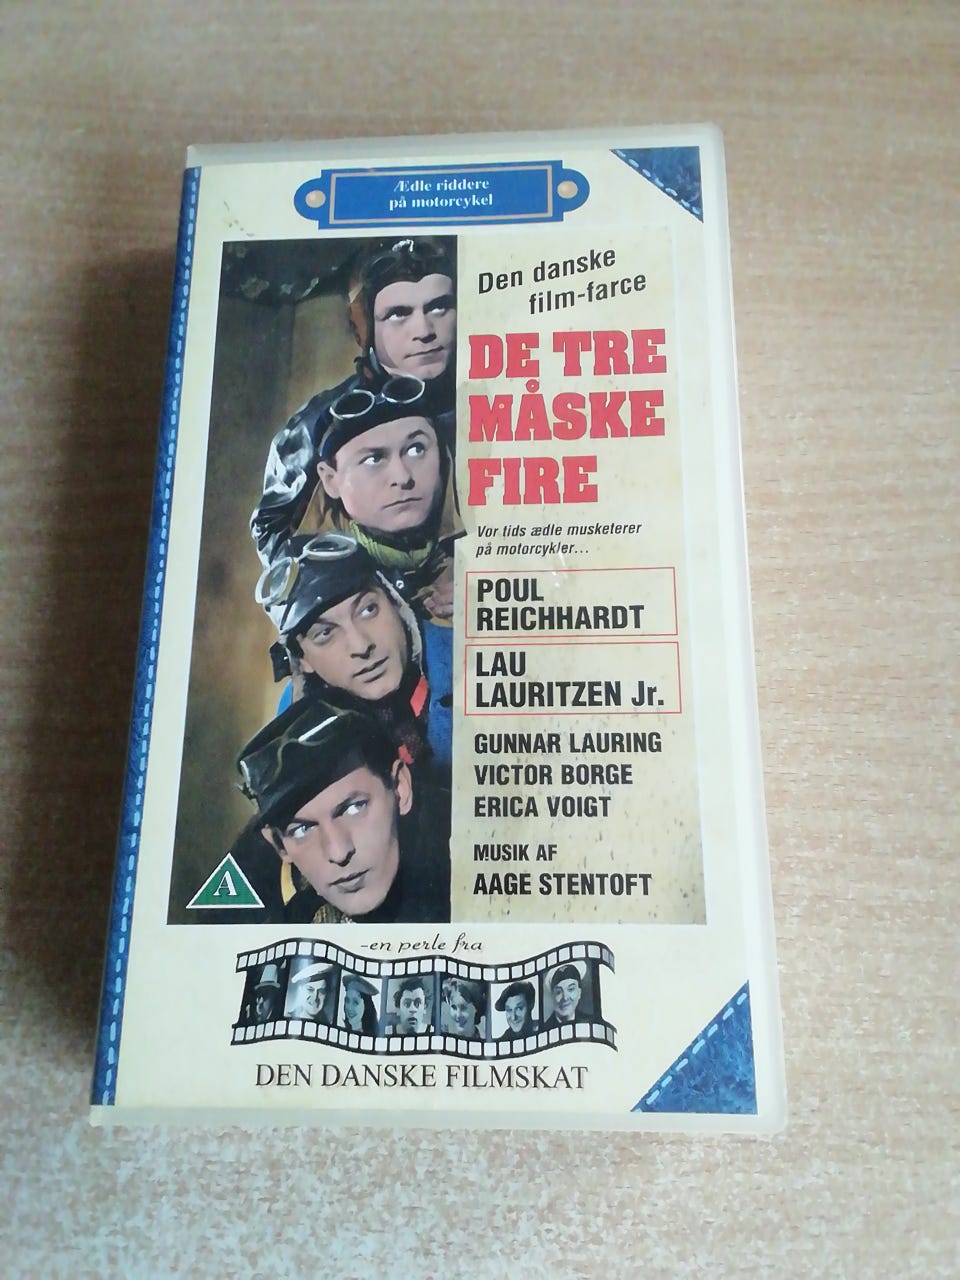 Ædle riddere
på motorcykel
Den danske
film-farce
DE TRE
MÅSKE
FIRE
Vor tids ædle musketerer
på motorcykler...
POUL
REICHHARDT
LAU
LAURITZEN Jr.
GUNNAR LAURING
VICTOR BORGE
ERICA VOIGT
MUSIK AF
AAGE STENTOFT
A
-en perle fra
DEN DANSKE FILMSKAT